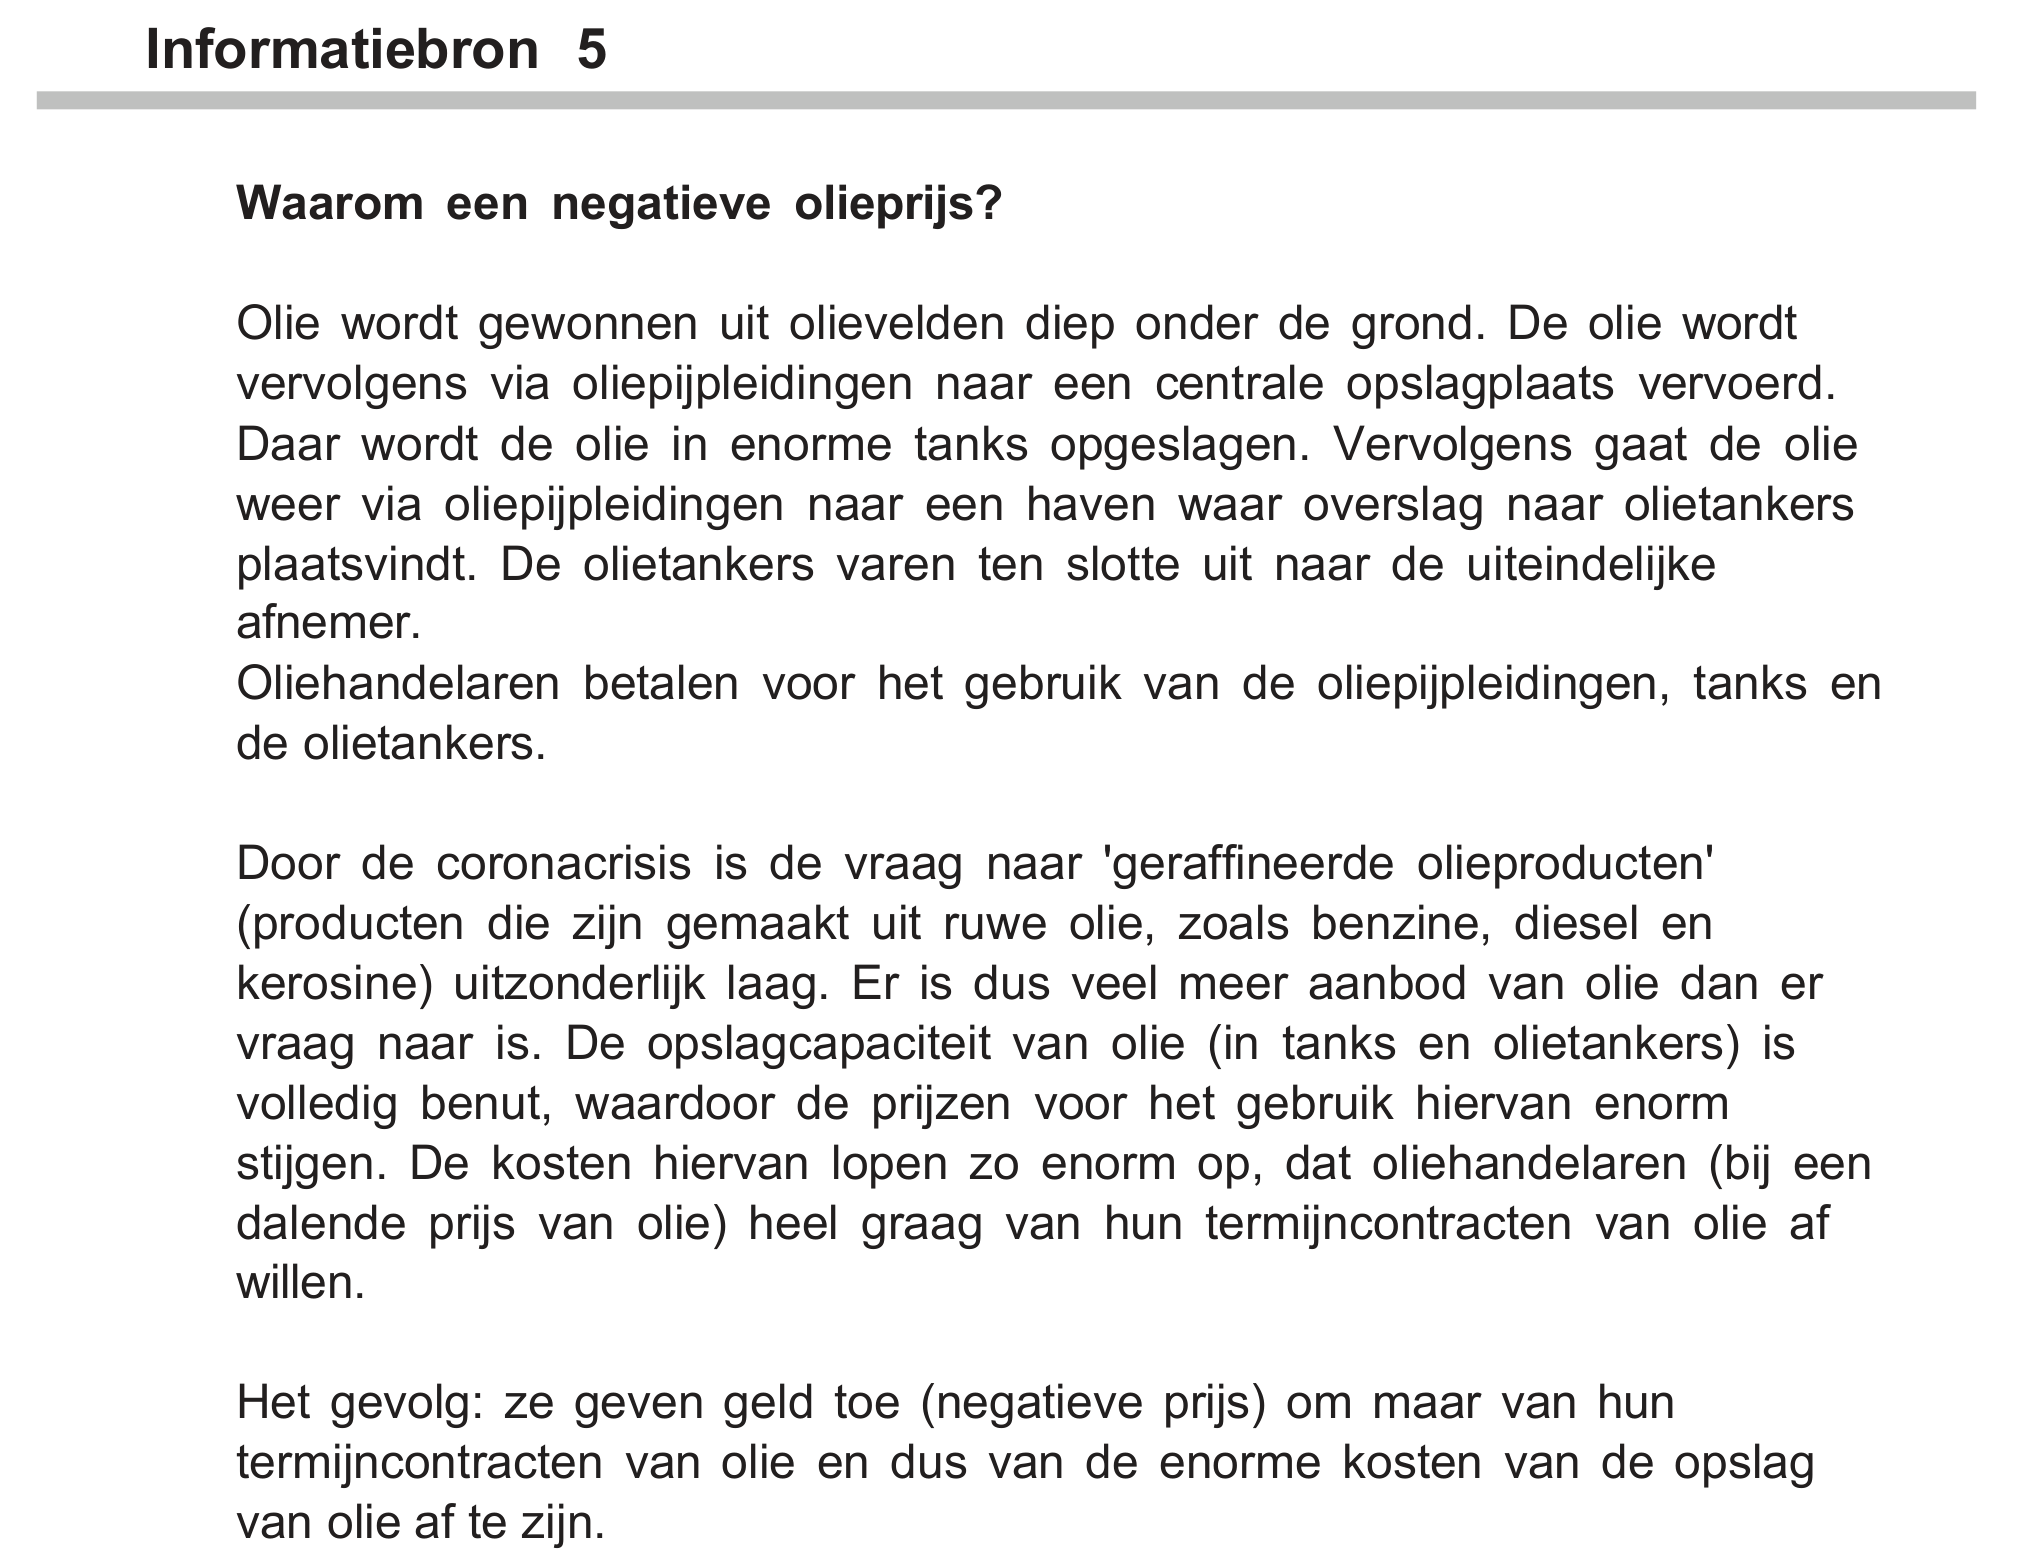 Informatiebron 5
Waarom een negatieve olieprijs?
Olie wordt gewonnen uit olievelden diep onder de grond. De olie wordt
vervolgens via oliepijpleidingen naar een centrale opslagplaats vervoerd.
Daar wordt de olie in enorme tanks opgeslagen. Vervolgens gaat de olie
weer via oliepijpleidingen naar een haven waar overslag naar olietankers
plaatsvindt. De olietankers varen ten slotte uit naar de uiteindelijke
afnemer.
Oliehandelaren betalen voor het gebruik van de oliepijpleidingen, tanks en
de olietankers.
Door de coronacrisis is de vraag naar 'geraffineerde olieproducten'
(producten die zijn gemaakt uit ruwe olie, zoals benzine, diesel en
kerosine) uitzonderlijk laag. Er is dus veel meer aanbod van olie dan er
vraag naar is. De opslagcapaciteit van olie (in tanks en olietankers) is
volledig benut, waardoor de prijzen voor het gebruik hiervan enorm
stijgen. De kosten hiervan lopen zo enorm op, dat oliehandelaren (bij een
dalende prijs van olie) heel graag van hun termijncontracten van olie af
willen.
Het gevolg: ze geven geld toe (negatieve prijs) om maar van hun
termijncontracten van olie en dus van de enorme kosten van de opslag
van olie af te zijn.